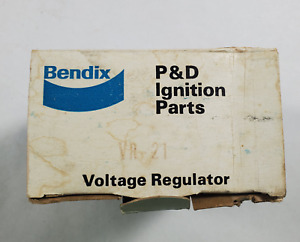 Bendix
P&D
Ignition
Parts
VR-21
Voltage Regulator